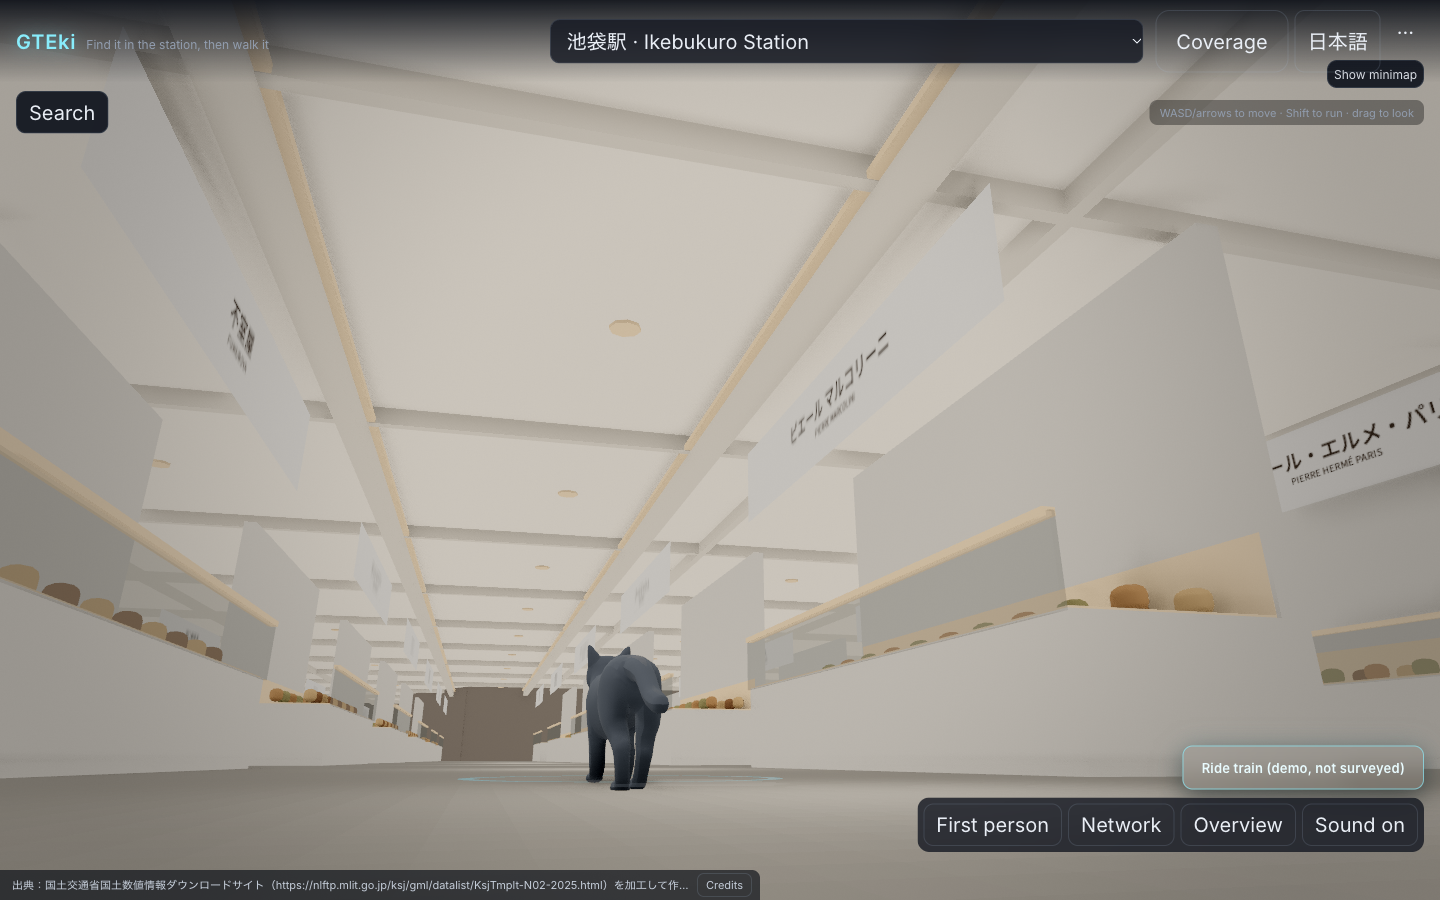 GTEki Find it in the station, then walk it
池袋駅 · Ikebukuro Station
Coverage
日本語
...
Show minimap
Search
WASD/arrows to move · Shift to run · drag to look
不室屋
ピエール マルコリーニ
PIERRE MARCOLINI
ール・エルメ・パリ
PIERRE HERMÉ PARIS
Ride train (demo, not surveyed)
First person
Network
Overview
Sound on
出典：国土交通省国土数値情報ダウンロードサイト（https://nlftp.mlit.go.jp/ksj/gml/datalist/KsjTmplt-N02-2025.html）を加工して作...
Credits